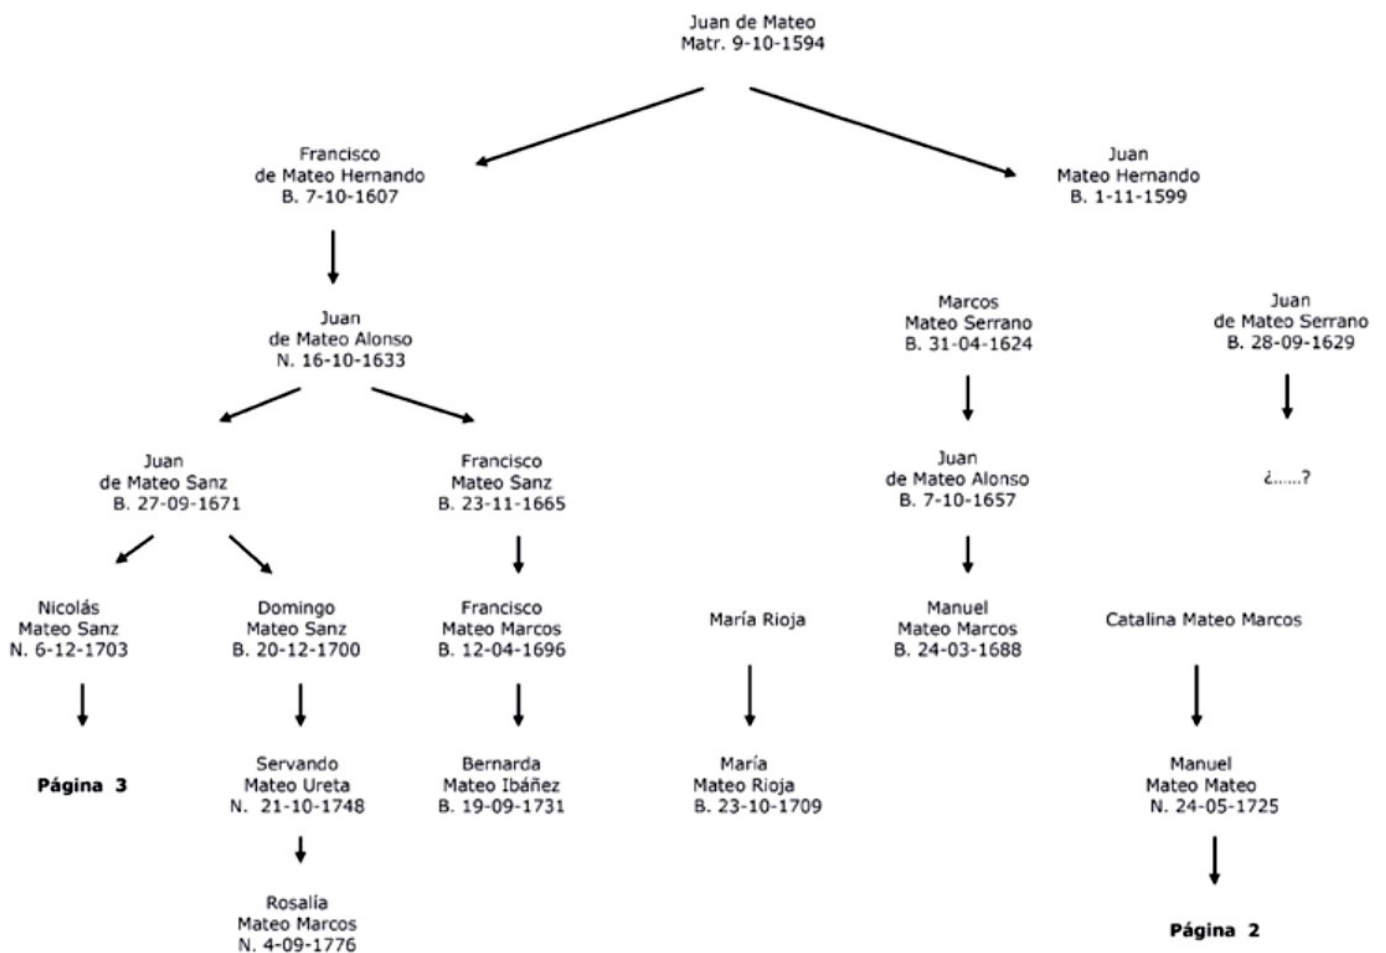 Juan de Mateo
Matr. 9-10-1594
Francisco
de Mateo Hernando
B. 7-10-1607
Juan
Mateo Hernando
B. 1-11-1599
Juan
de Mateo Alonso
N. 16-10-1633
Marcos
Mateo Serrano
B. 31-04-1624
Juan
de Mateo Serrano
B. 28-09-1629
Juan
de Mateo Sanz
B. 27-09-1671
Francisco
Mateo Sanz
B. 23-11-1665
Juan
de Mateo Alonso
B. 7-10-1657
¿......?
Nicolás
Mateo Sanz
N. 6-12-1703
Domingo
Mateo Sanz
B. 20-12-1700
Francisco
Mateo Marcos
B. 12-04-1696
María Rioja
Manuel
Mateo Marcos
B. 24-03-1688
Catalina Mateo Marcos
Página 3
Servando
Mateo Ureta
N. 21-10-1748
Bernarda
Mateo Ibáñez
B. 19-09-1731
María
Mateo Rioja
B. 23-10-1709
Manuel
Mateo Mateo
N. 24-05-1725
Rosalía
Mateo Marcos
N. 4-09-1776
Página 2